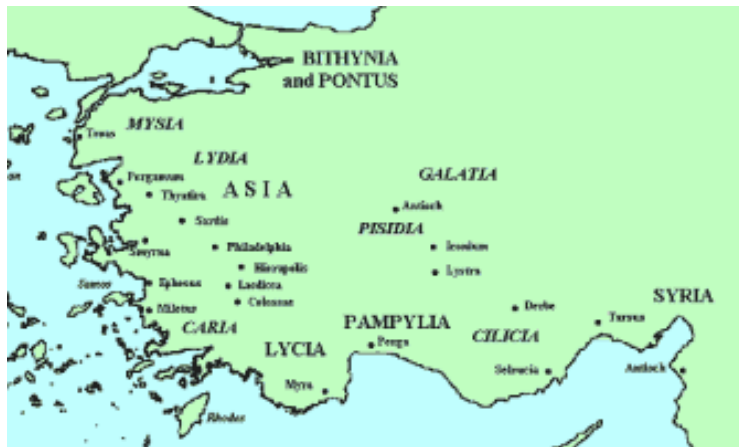 BITHYNIA
and PONTUS
MYSIA
Troas
LYDIA
GALATIA
Pergamum
Thyatira
ASIA
Antioch
Sardis
PISIDIA
Smyrna
Philadelphia
Iconium
Hierapolis
Lystra
Samos
Ephesus
Laodicea
Colossae
Miletus
Derbe
SYRIA
CARIA
PAMPYLIA
CILICIA
Tarsus
LYCIA
Perga
Seleucia
Antioch
Myra
Rhodes